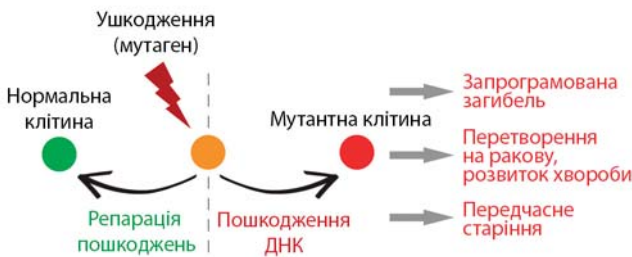 Ушкодження
(мутаген)
Нормальна
клітина
Мутантна клітина
Репарація
пошкоджень
Пошкодження
ДНК
Запрограмована
загибель
Перетворення
на ракову,
розвиток хвороби
Передчасне
старіння